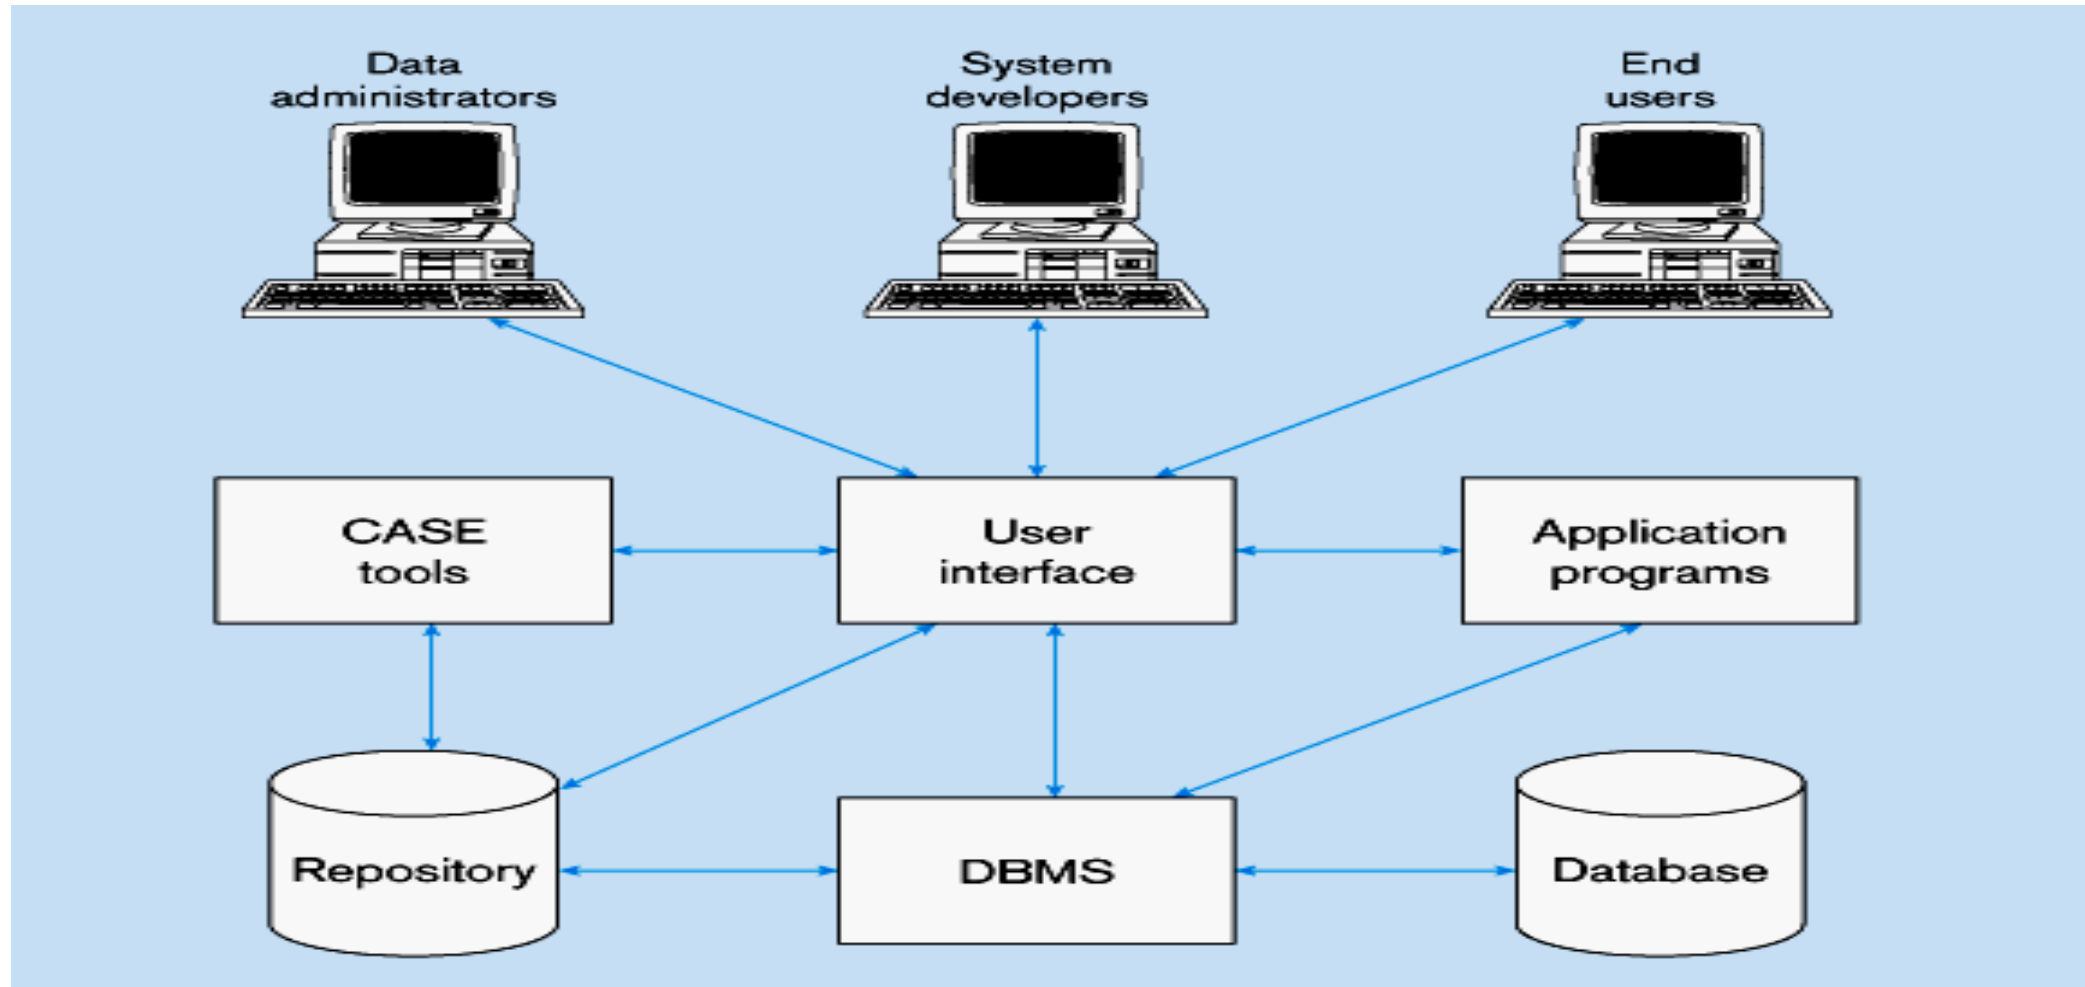 Data
administrators
System
developers
End
users
CASE
tools
User
interface
Application
programs
Repository
DBMS
Database